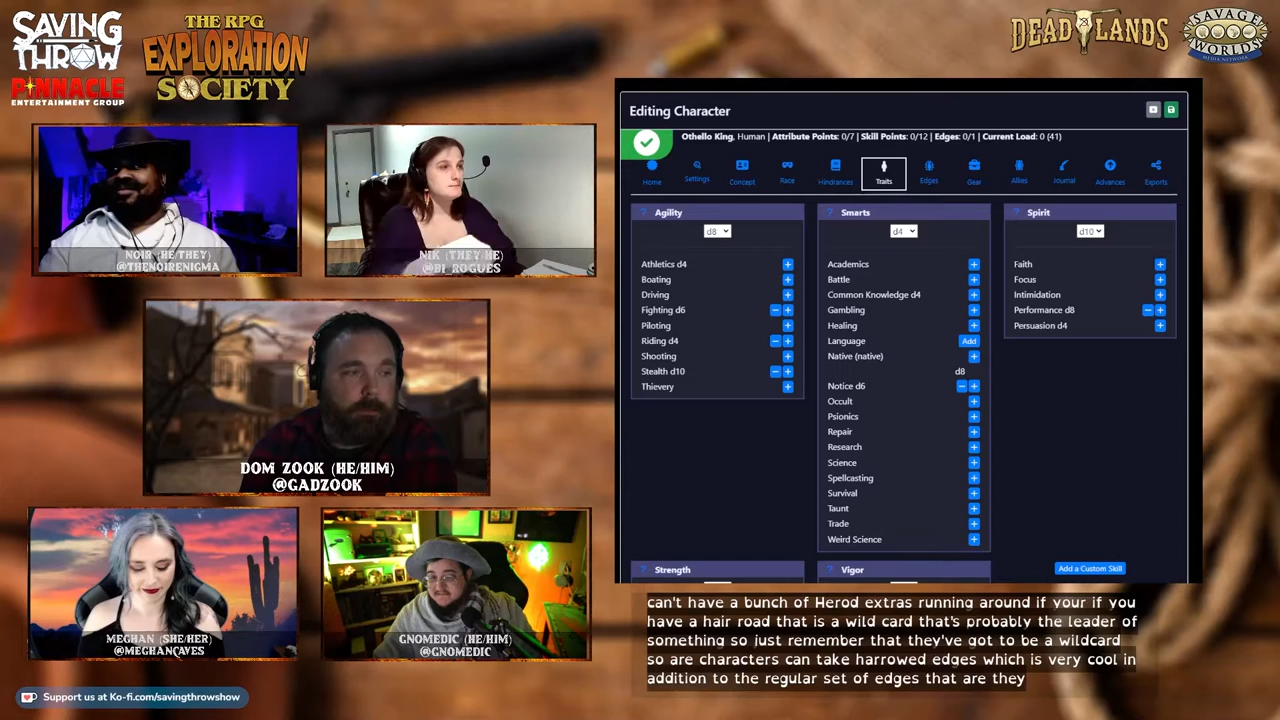 SAVING
THROW
PINNACLE
ENTERTAINMENT GROUP
THE RPG
EXPLORATION
SOCIETY
DEADLANDS
SAVAGE
WORLDS
MEDIA NETWORK
NOIR (HE/THEY)
@THENOIRENIGMA
NIK (THEY/HE)
@BI_ROGUES
DOM ZOOK (HE/HIM)
@GADZOOK
MEGHAN (SHE/HER)
@MEGHANCAVES
GNOMEDIC (HE/HIM)
@GNOMEDIC
Support us at Ko-fi.com/savingthrowshow
Editing Character
Othello King, Human | Attribute Points: 0/7 | Skill Points: 0/12 | Edges: 0/1 | Current Load: 0 (41)
Home Settings Concept Race Hindrances Traits Edges Gear Allies Journal Advances Exports
? Agility
d8
Athletics d4 +
Boating +
Driving +
Fighting d6 − +
Piloting +
Riding d4 − +
Shooting +
Stealth d10 − +
Thievery +
? Smarts
d4
Academics +
Battle +
Common Knowledge d4 +
Gambling +
Healing +
Language Add
Native (native) +
d8
Notice d6 − +
Occult +
Psionics +
Repair +
Research +
Science +
Spellcasting +
Survival +
Taunt +
Trade +
Weird Science +
? Spirit
d10
Faith +
Focus +
Intimidation +
Performance d8 − +
Persuasion d4 +
? Strength
? Vigor
Add a Custom Skill
can't have a bunch of Herod extras running around if your if you
have a hair road that is a wild card that's probably the leader of
something so just remember that they've got to be a wildcard
so are characters can take harrowed edges which is very cool in
addition to the regular set of edges that are they